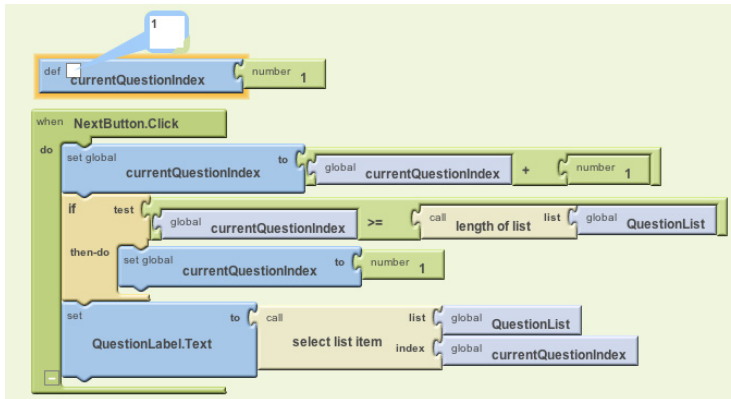 1
def currentQuestionIndex number 1
when NextButton.Click
do set global currentQuestionIndex to global currentQuestionIndex + number 1
if test global currentQuestionIndex >= call length of list list global QuestionList
then-do set global currentQuestionIndex to number 1
set QuestionLabel.Text to call select list item list global QuestionList
index global currentQuestionIndex